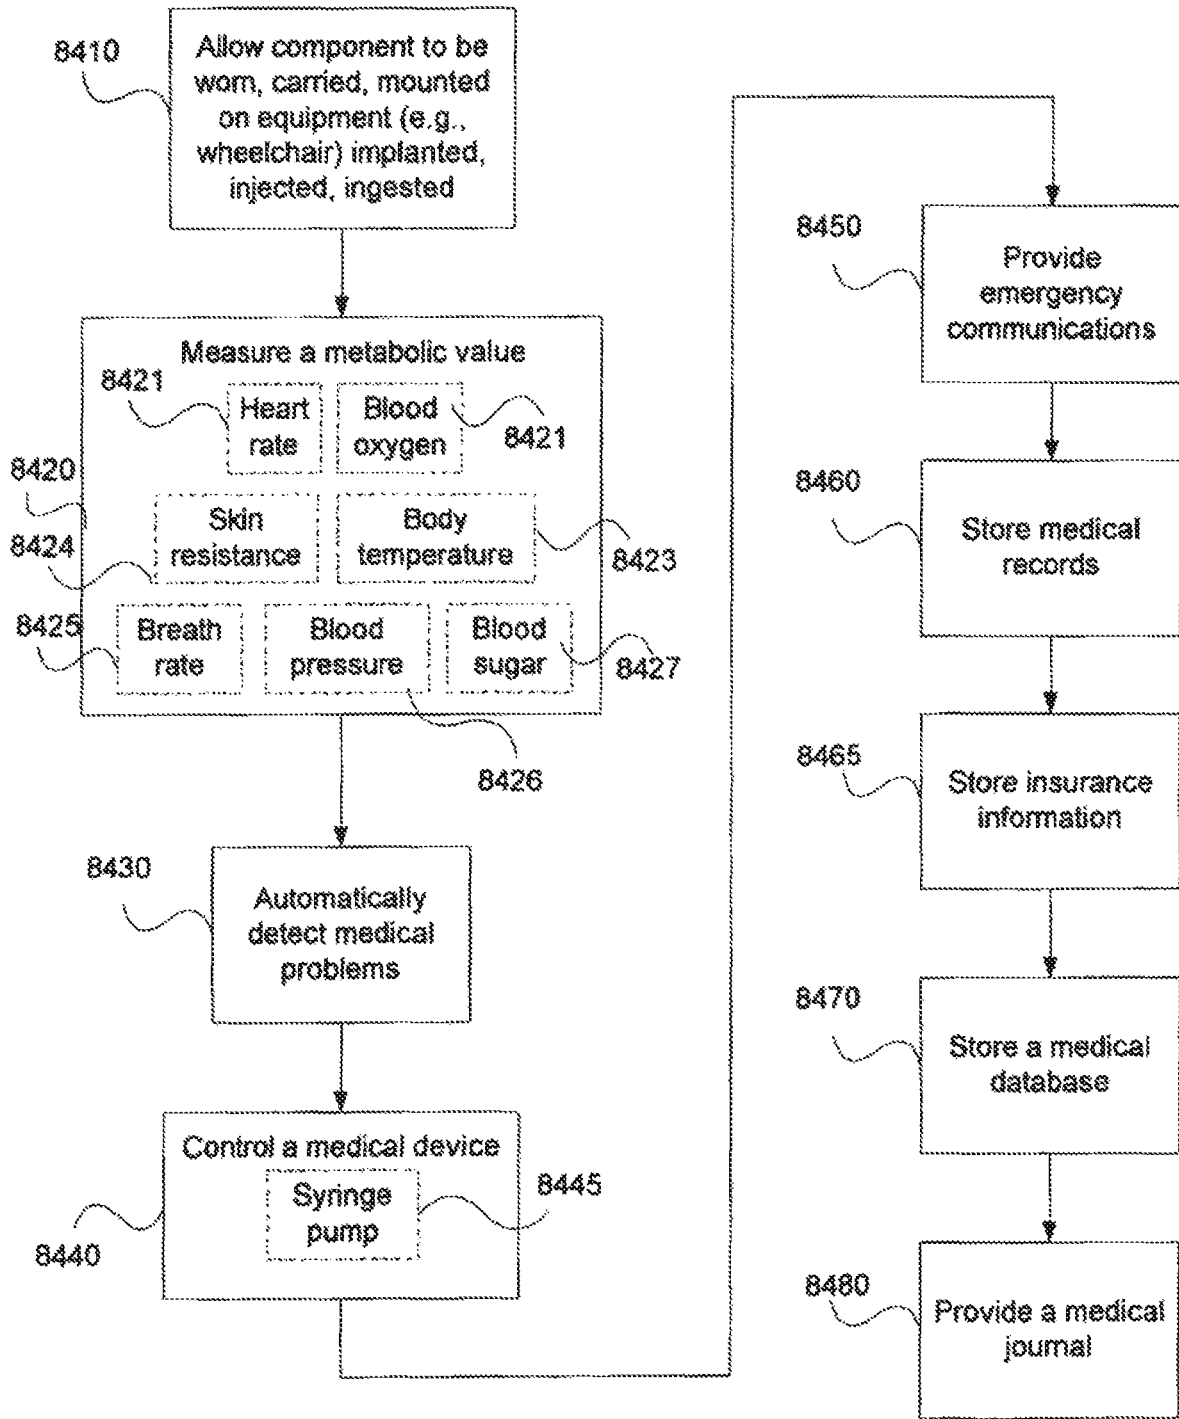 8410
Allow component to be
worn, carried, mounted
on equipment (e.g.,
wheelchair) implanted,
injected, ingested
8420
Measure a metabolic value
8421
Heart
rate
Blood
oxygen
8421
8424
Skin
resistance
Body
temperature
8423
8425
Breath
rate
Blood
pressure
8426
Blood
sugar
8427
8430
Automatically
detect medical
problems
8440
Control a medical device
Syringe
pump
8445
8450
Provide
emergency
communications
8460
Store medical
records
8465
Store insurance
information
8470
Store a medical
database
8480
Provide a medical
journal